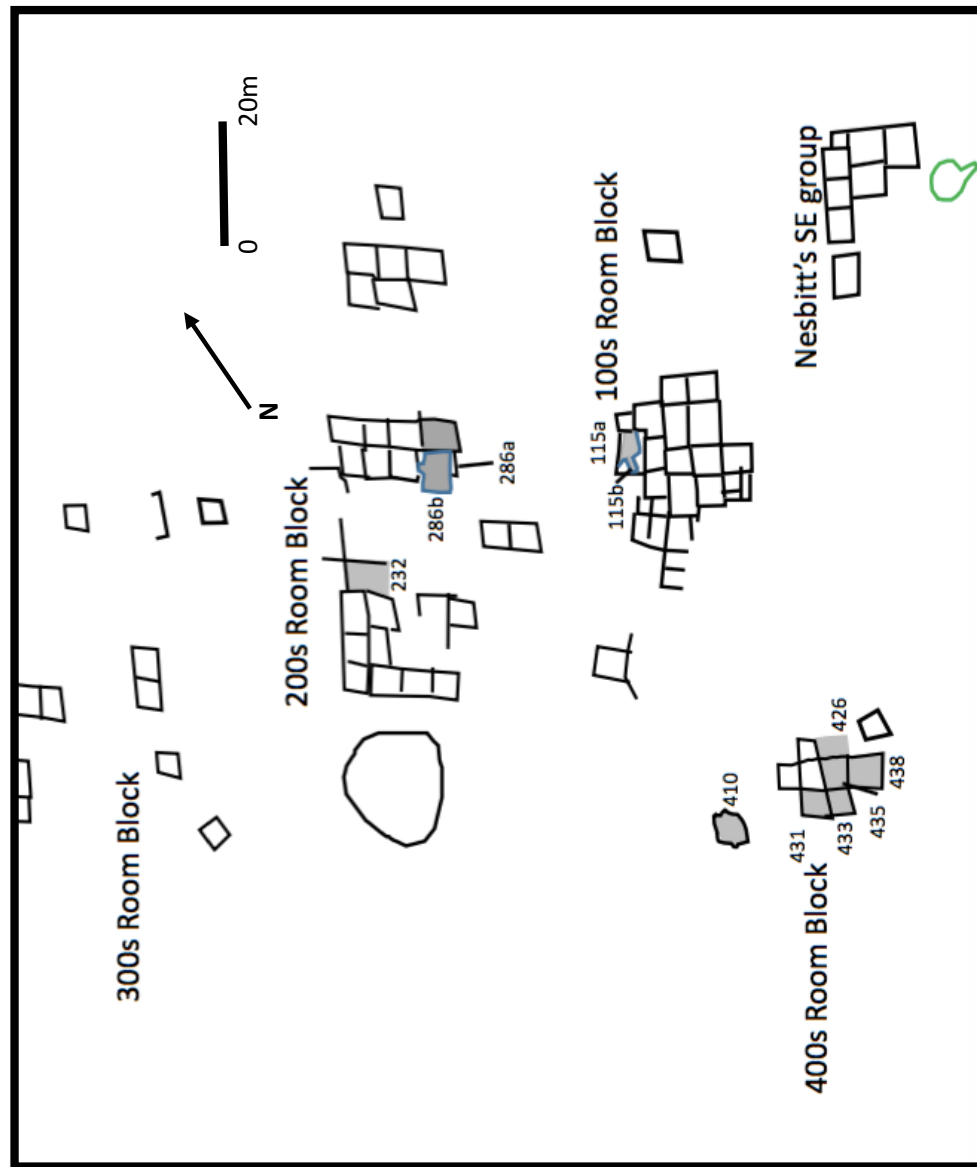 300s Room Block
0 20m
N
200s Room Block
232
286b
286a
115a
100s Room Block
115b
410
431
Nesbitt's SE group
400s Room Block
426
433
435
438